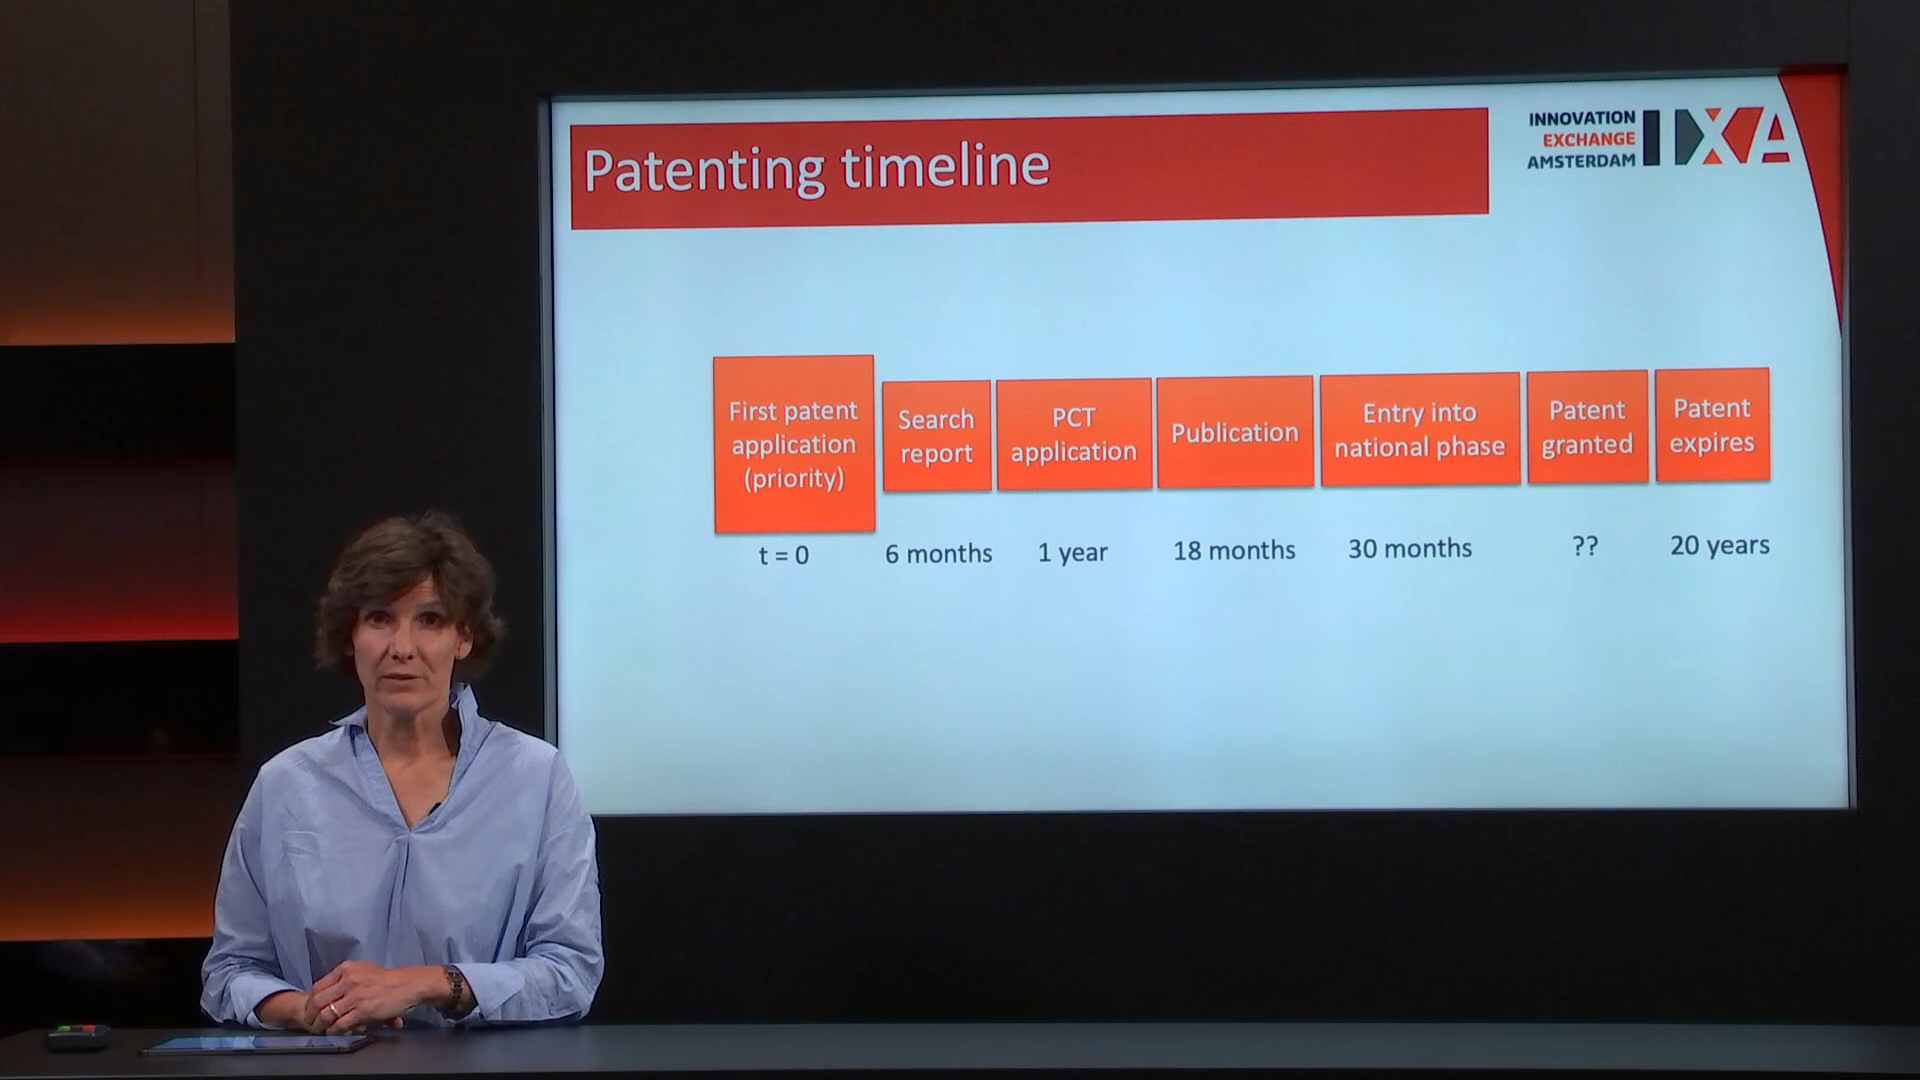 Patenting timeline
INNOVATION
EXCHANGE
AMSTERDAM
IXA
First patent
application
(priority)
Search
report
PCT
application
Publication
Entry into
national phase
Patent
granted
Patent
expires
t = 0
6 months
1 year
18 months
30 months
??
20 years